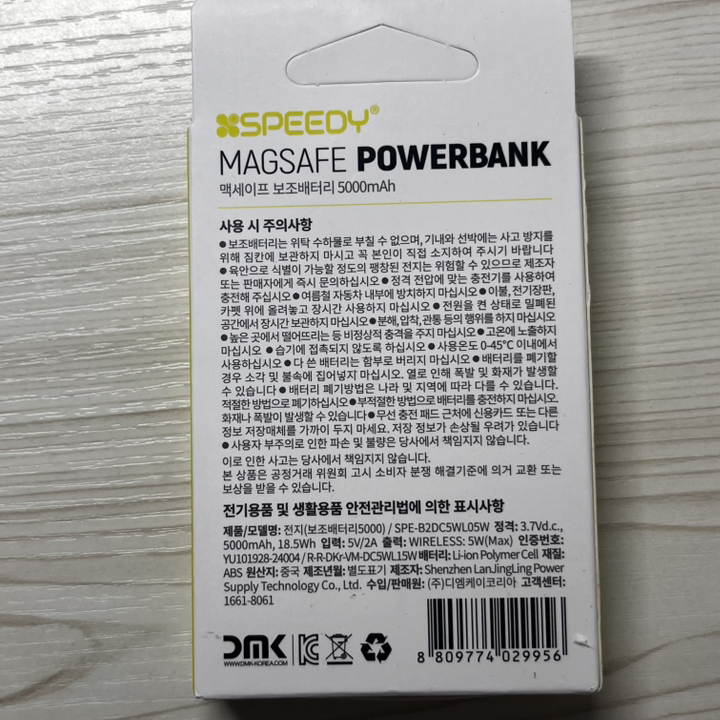 SPEEDY®
MAGSAFE POWERBANK
맥세이프 보조배터리 5000mAh
사용 시 주의사항
● 보조배터리는 위탁 수하물로 부칠 수 없으며, 기내와 선박에는 사고 방지를
위해 짐칸에 보관하지 마시고 꼭 본인이 직접 소지하여 주시기 바랍니다
● 육안으로 식별이 가능할 정도의 팽창된 전지는 위험할 수 있으므로 제조자
또는 판매자에게 즉시 문의하십시오 ● 정격 전압에 맞는 충전기를 사용하여
충전해 주십시오 ● 여름철 자동차 내부에 방치하지 마십시오 ● 이불, 전기장판,
카펫 위에 올려놓고 장시간 사용하지 마십시오 ● 전원을 켠 상태로 밀폐된
공간에서 장시간 보관하지 마십시오 ● 분해, 압착, 관통 등의 행위를 하지 마십시오
● 높은 곳에서 떨어뜨리는 등 비정상적 충격을 주지 마십시오 ● 고온에 노출하지
마십시오 ● 습기에 접촉되지 않도록 하십시오 ● 사용온도 0-45℃ 이내에서
사용하십시오 ● 다 쓴 배터리는 함부로 버리지 마십시오 ● 배터리를 폐기할
경우 소각 및 불속에 집어넣지 마십시오. 열로 인해 폭발 및 화재가 발생할
수 있습니다 ● 배터리 폐기방법은 나라 및 지역에 따라 다를 수 있습니다.
적절한 방법으로 폐기하십시오 ● 부적절한 방법으로 배터리를 충전하지 마십시오.
화재나 폭발이 발생할 수 있습니다 ● 무선 충전 패드 근처에 신용카드 또는 다른
정보 저장매체를 가까이 두지 마세요. 저장 정보가 손상될 우려가 있습니다
● 사용자 부주의로 인한 파손 및 불량은 당사에서 책임지지 않습니다.
이로 인한 사고는 당사에서 책임지지 않습니다.
본 상품은 공정거래 위원회 고시 소비자 분쟁 해결기준에 의거 교환 또는
보상을 받을 수 있습니다.
전기용품 및 생활용품 안전관리법에 의한 표시사항
제품/모델명: 전지(보조배터리5000) / SPE-B2DC5WL05W 정격: 3.7Vd.c.,
5000mAh, 18.5Wh 입력: 5V/2A 출력: WIRELESS: 5W(Max) 인증번호:
YU101928-24004 / R-R-DKr-VM-DC5WL15W 배터리: Li-ion Polymer Cell 재질:
ABS 원산지: 중국 제조년월: 별도표기 제조자: Shenzhen LanJingLing Power
Supply Technology Co., Ltd. 수입/판매원: (주)디엠케이코리아 고객센터:
1661-8061
DMK
WWW.DMK-KOREA.COM
8 809774 029956